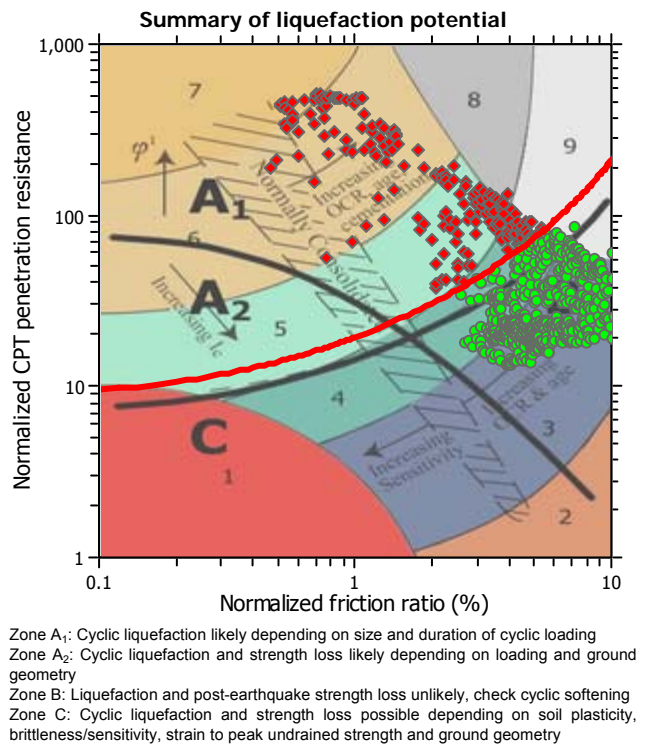 Summary of liquefaction potential
Normalized CPT penetration resistance
1,000
100
10
1
7
8
9
φ'
A1
Normally Consolidated
Increasing
OCR, age,
cementation
6
A2
Increasing Ic
5
4
C
1
Increasing
OCR & age
3
Increasing
Sensitivity
2
0.1
1
10
Normalized friction ratio (%)
Zone A1: Cyclic liquefaction likely depending on size and duration of cyclic loading
Zone A2: Cyclic liquefaction and strength loss likely depending on loading and ground
geometry
Zone B: Liquefaction and post-earthquake strength loss unlikely, check cyclic softening
Zone C: Cyclic liquefaction and strength loss possible depending on soil plasticity,
brittleness/sensitivity, strain to peak undrained strength and ground geometry